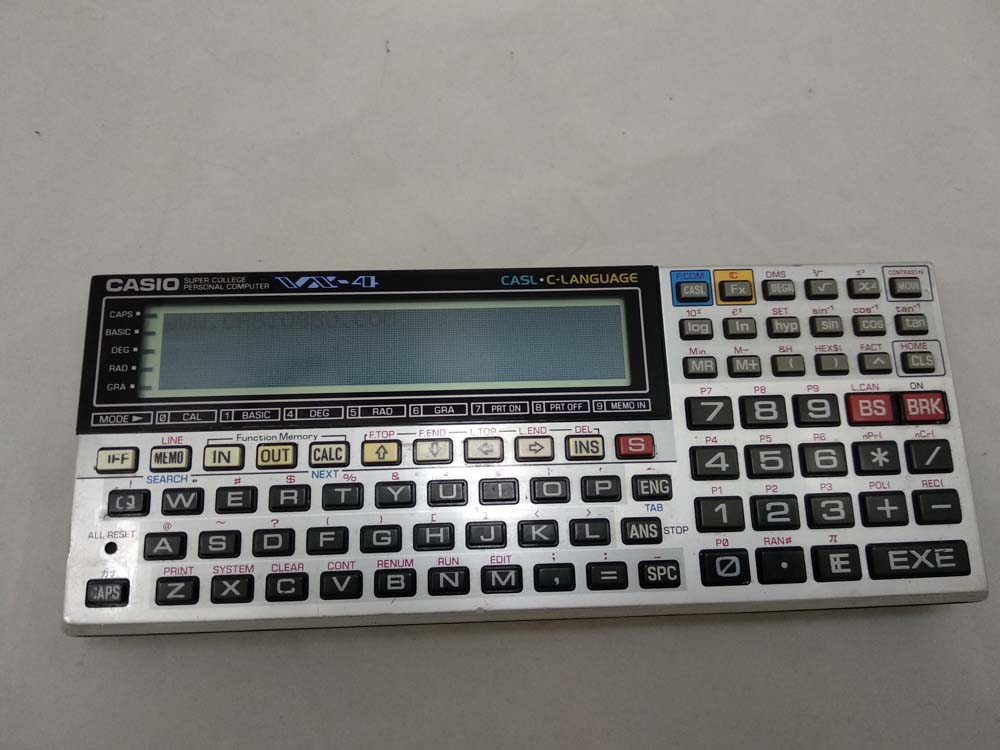 CASIO SUPER COLLEGE PERSONAL COMPUTER VX-4 CASL・C-LANGUAGE
CAPS
BASIC
DEG
RAD
GRA
MODE ► 0 CAL 1 BASIC 4 DEG 5 RAD 6 GRA 7 PRT ON 8 PRT OFF 9 MEMO IN
F.COM C DMS ³√ x³ CONTRAST
CASL Fx DEGR √ x² MODE
10ˣ eˣ SET sin⁻¹ cos⁻¹ tan⁻¹
log ln hyp sin cos tan
Min M- &H HEX$( FACT HOME
MR M+ ( ) ^ CLS
P7 P8 P9 L.CAN ON
7 8 9 BS BRK
P4 P5 P6 nPr( nCr(
4 5 6 * /
P1 P2 P3 POL( REC(
1 2 3 + -
P0 RAN# π
0 . EXE
LINE Function Memory F.TOP F.END L.TOP L.END DEL
MEMO IN OUT CALC ⇧ ⇩ ⇦ ⇨ INS S
SEARCH NEXT
! " # $ % &
Q W E R T Y U I O P ENG
TAB
@ ~ ? ( ) [ ] < >
A S D F G H J K L ANS STOP
ALL RESET
PRINT SYSTEM CLEAR CONT RENUM RUN EDIT ; :
カナ
CAPS Z X C V B N M , = SPC